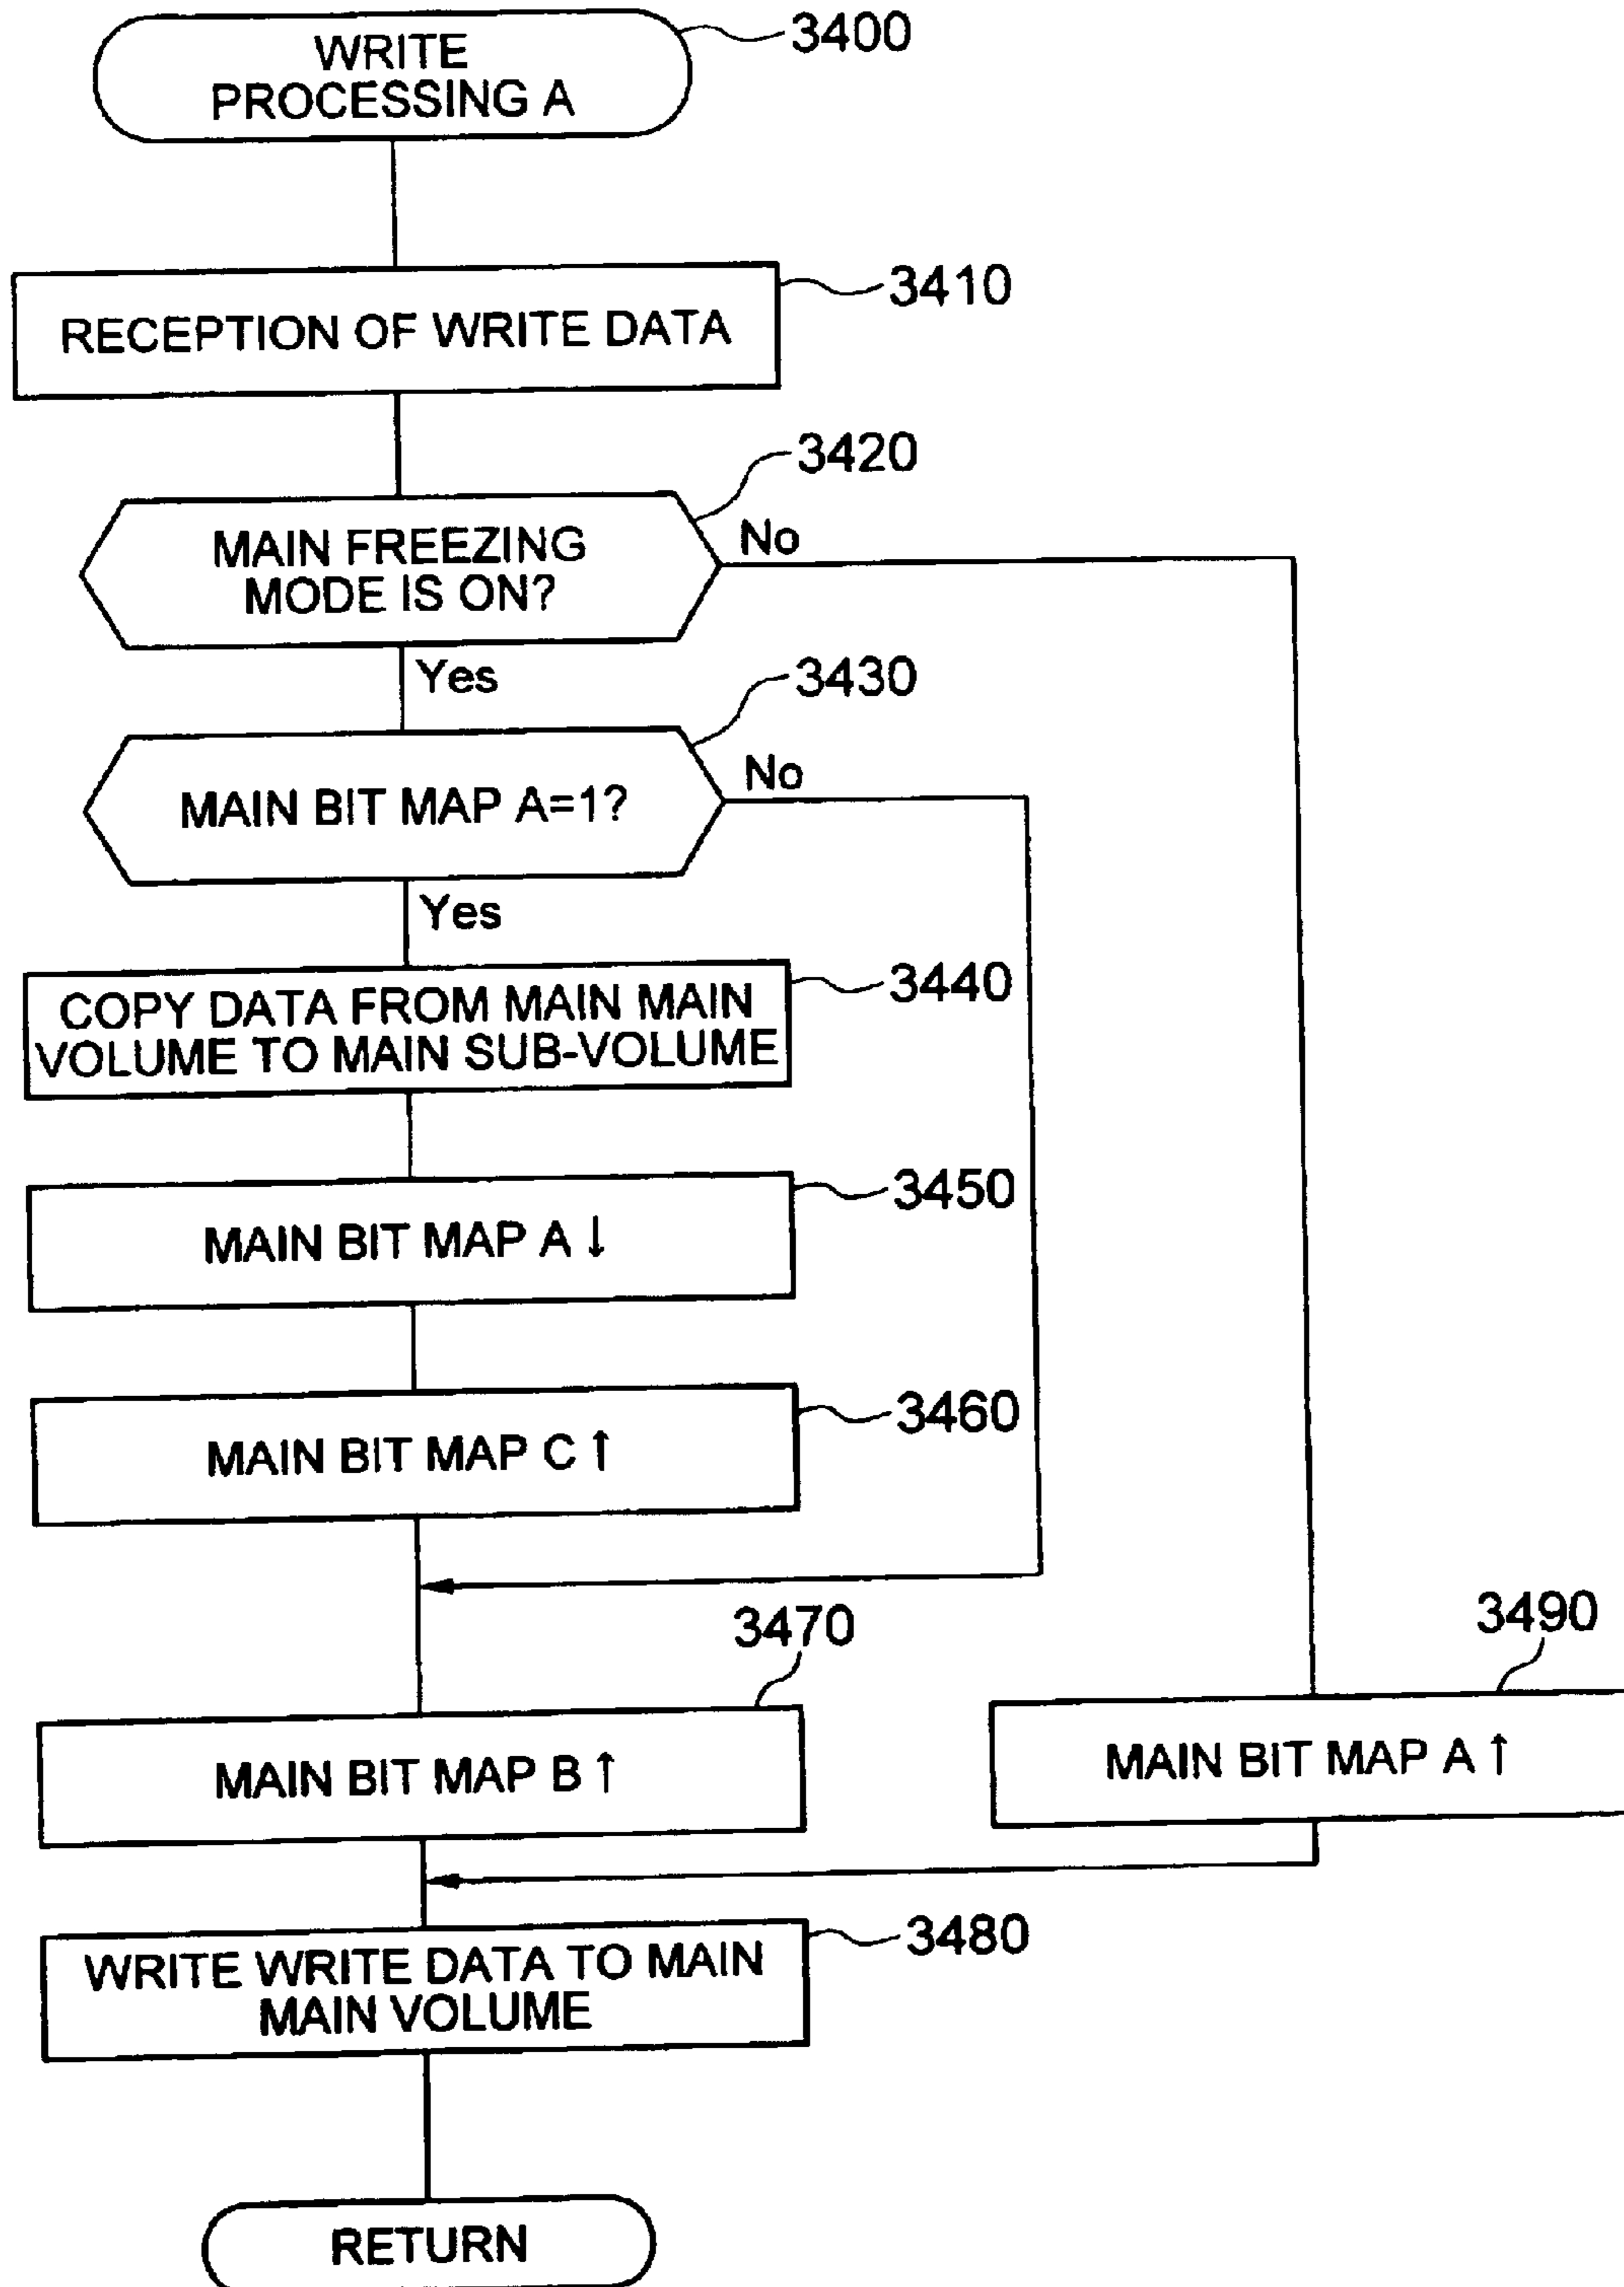 WRITE
PROCESSING A
3400
RECEPTION OF WRITE DATA
3410
3420
MAIN FREEZING
MODE IS ON?
No
Yes
3430
MAIN BIT MAP A=1?
No
Yes
3440
COPY DATA FROM MAIN MAIN
VOLUME TO MAIN SUB-VOLUME
3450
MAIN BIT MAP A ↓
3460
MAIN BIT MAP C ↑
3470
3490
MAIN BIT MAP B ↑
MAIN BIT MAP A ↑
3480
WRITE WRITE DATA TO MAIN
MAIN VOLUME
RETURN